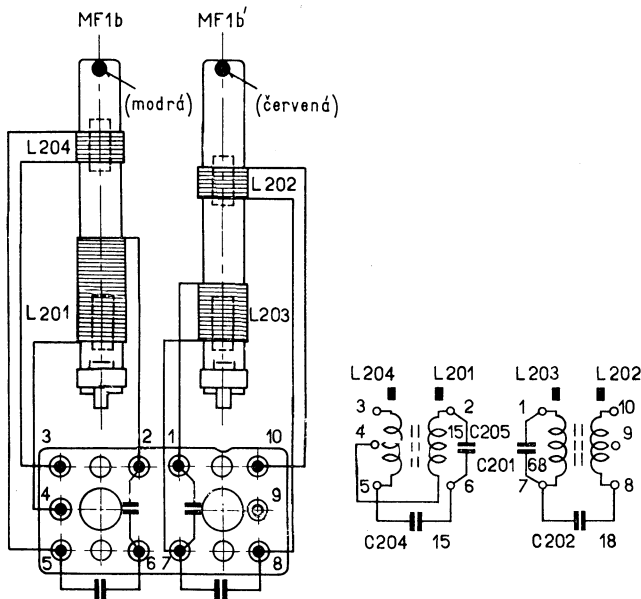 MF1b MF1b′
(modrá) (červená)
L204
L202
L201 L203
3 2 1 10
4 9
5 6 7 8
L204 L201 L203 L202
3 2 1 10
4 15 C205 9
C201 68
5 6 7 8
C204 15 C202 18